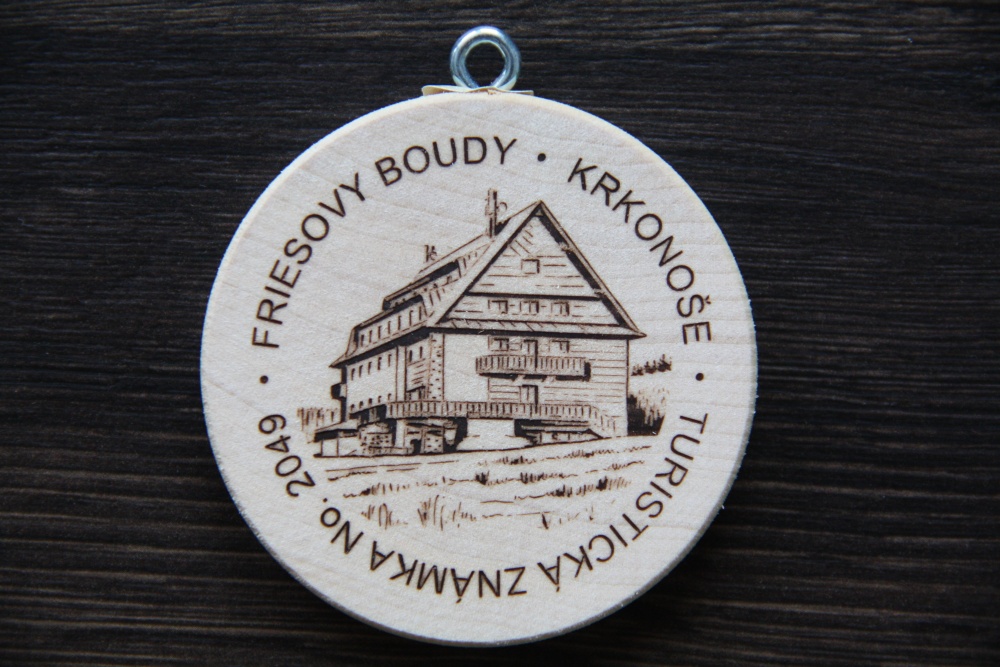 FRIESOVY BOUDY • KRKONOŠE • TURISTICKÁ ZNÁMKA No. 2049 •